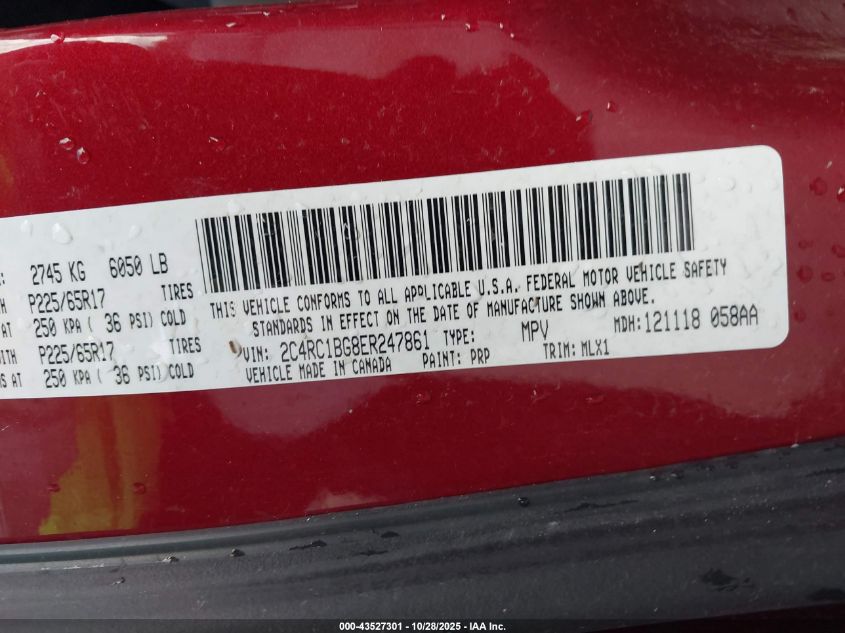 : 2745 KG 6050 LB
H P225/65R17 TIRES
AT 250 KPA ( 36 PSI) COLD
WITH P225/65R17 TIRES
S AT 250 KPA ( 36 PSI) COLD
THIS VEHICLE CONFORMS TO ALL APPLICABLE U.S.A. FEDERAL MOTOR VEHICLE SAFETY
STANDARDS IN EFFECT ON THE DATE OF MANUFACTURE SHOWN ABOVE.
VIN: 2C4RC1BG8ER247861 TYPE: MPV MDH:121118 058AA
VEHICLE MADE IN CANADA PAINT: PRP TRIM: MLX1
000-43527301 | 10/28/2025 - IAA Inc.